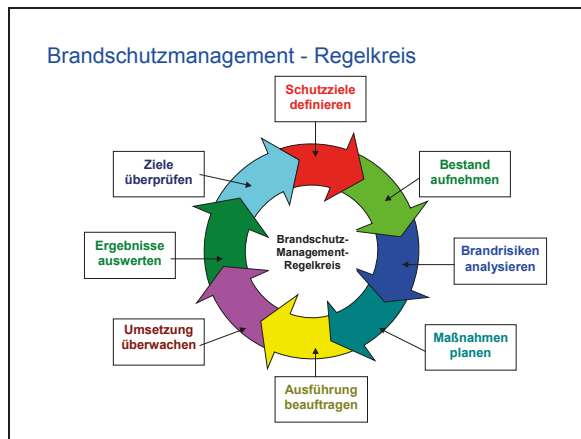 Brandschutzmanagement - Regelkreis
Schutzziele
definieren
Bestand
aufnehmen
Brandrisiken
analysieren
Maßnahmen
planen
Ausführung
beauftragen
Umsetzung
überwachen
Ergebnisse
auswerten
Ziele
überprüfen
Brandschutz-
Management-
Regelkreis